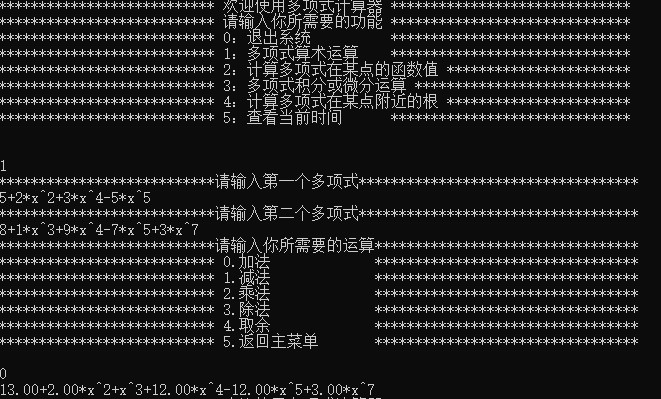 *************************** 欢迎使用多项式计算器 ******************************
*************************** 请输入你所需要的功能 ******************************
*************************** 0: 退出系统          ******************************
*************************** 1: 多项式算术运算    ******************************
*************************** 2: 计算多项式在某点的函数值 ***********************
*************************** 3: 多项式积分或微分运算 ***************************
*************************** 4: 计算多项式在某点附近的根 ***********************
*************************** 5: 查看当前时间      ******************************
1
***************************请输入第一个多项式***********************************
5+2*x^2+3*x^4-5*x^5
***************************请输入第二个多项式***********************************
8+1*x^3+9*x^4-7*x^5+3*x^7
***************************请输入你所需要的运算*********************************
*************************** 0.加法             *********************************
*************************** 1.减法             *********************************
*************************** 2.乘法             *********************************
*************************** 3.除法             *********************************
*************************** 4.取余             *********************************
*************************** 5.返回主菜单       *********************************
0
13.00+2.00*x^2+x^3+12.00*x^4-12.00*x^5+3.00*x^7